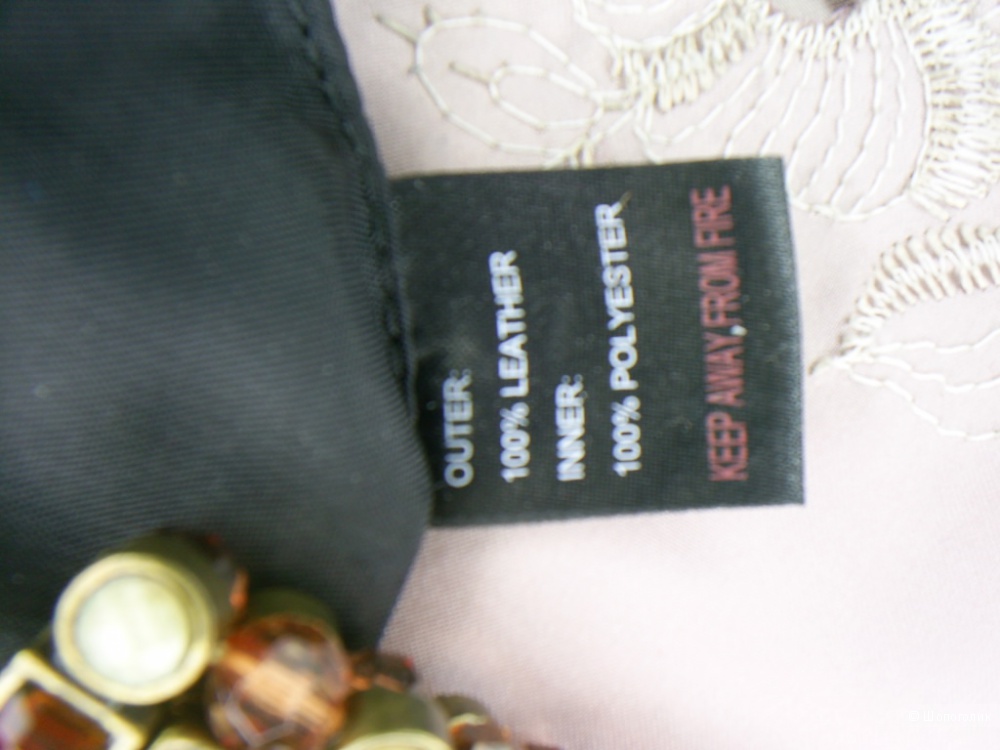 OUTER:
100% LEATHER
INNER:
100% POLYESTER
KEEP AWAY FROM FIRE